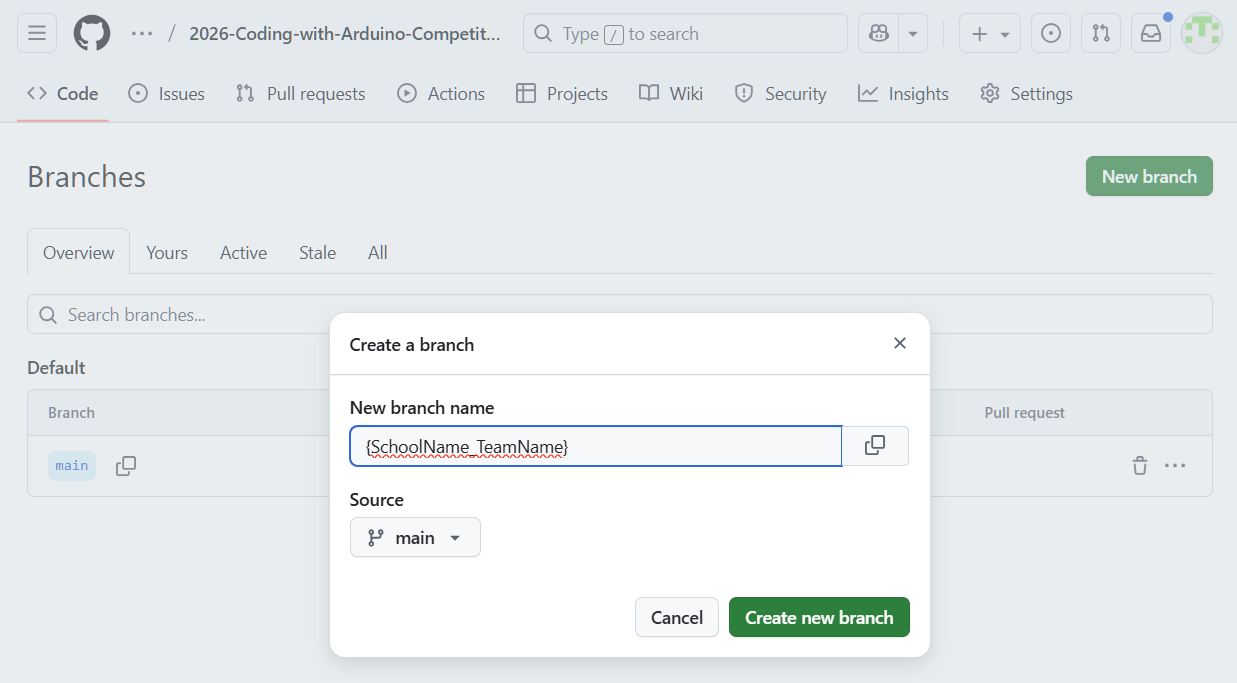 ... / 2026-Coding-with-Arduino-Competit... Type / to search
Code Issues Pull requests Actions Projects Wiki Security Insights Settings
Branches New branch
Overview Yours Active Stale All
Search branches...
Default
Branch Pull request
main
Create a branch
New branch name
{SchoolName_TeamName}
Source
main
Cancel Create new branch